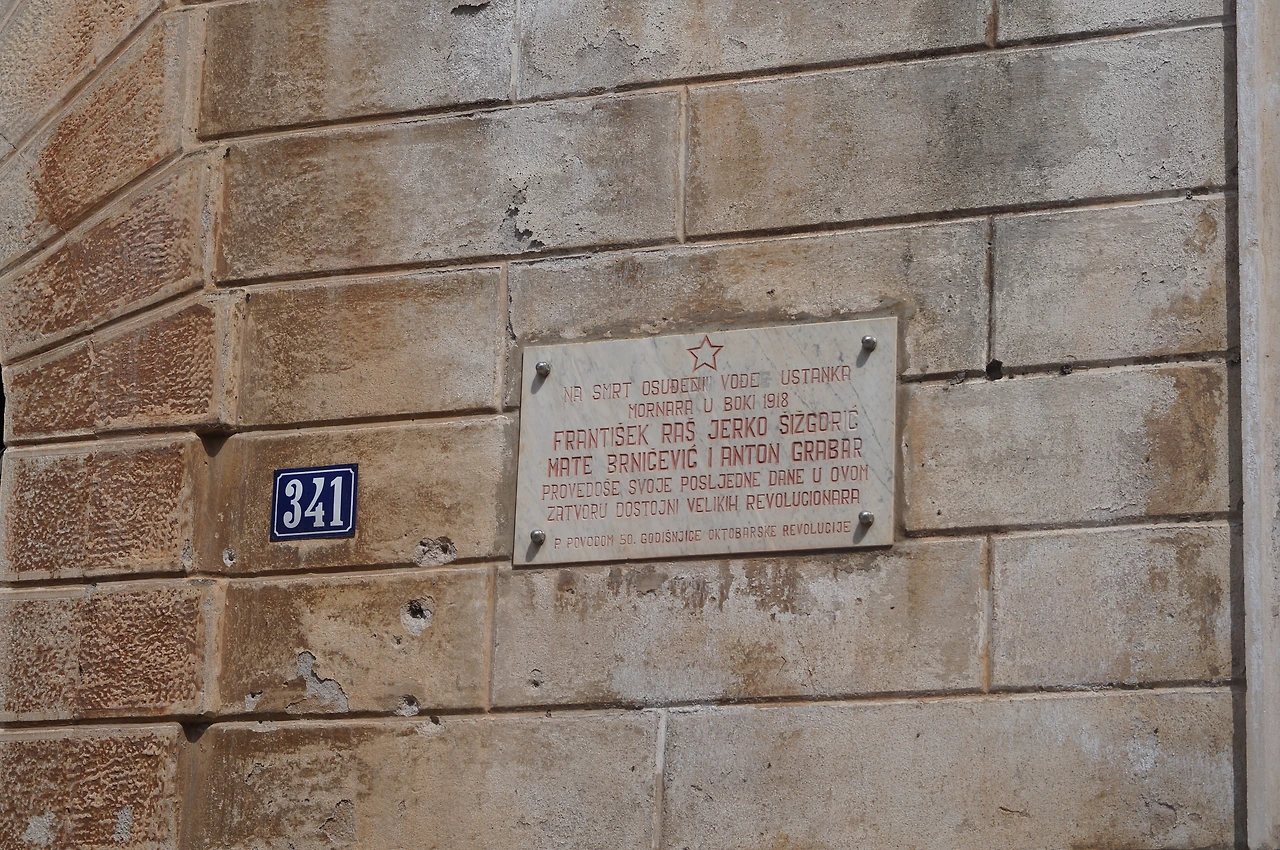 341
NA SMRT OSUĐENI VOĐE USTANKA
MORNARA U BOKI 1918
FRANTIŠEK RAŠ JERKO ŠIŽGORIĆ
MATE BRNIČEVIĆ I ANTON GRABAR
PROVEDOŠE SVOJE POSLJEDNE DANE U OVOM
ZATVORU DOSTOJNI VELIKIH REVOLUCIONARA
P POVODOM 50. GODIŠNJICE OKTOBARSKE REVOLUCIJE